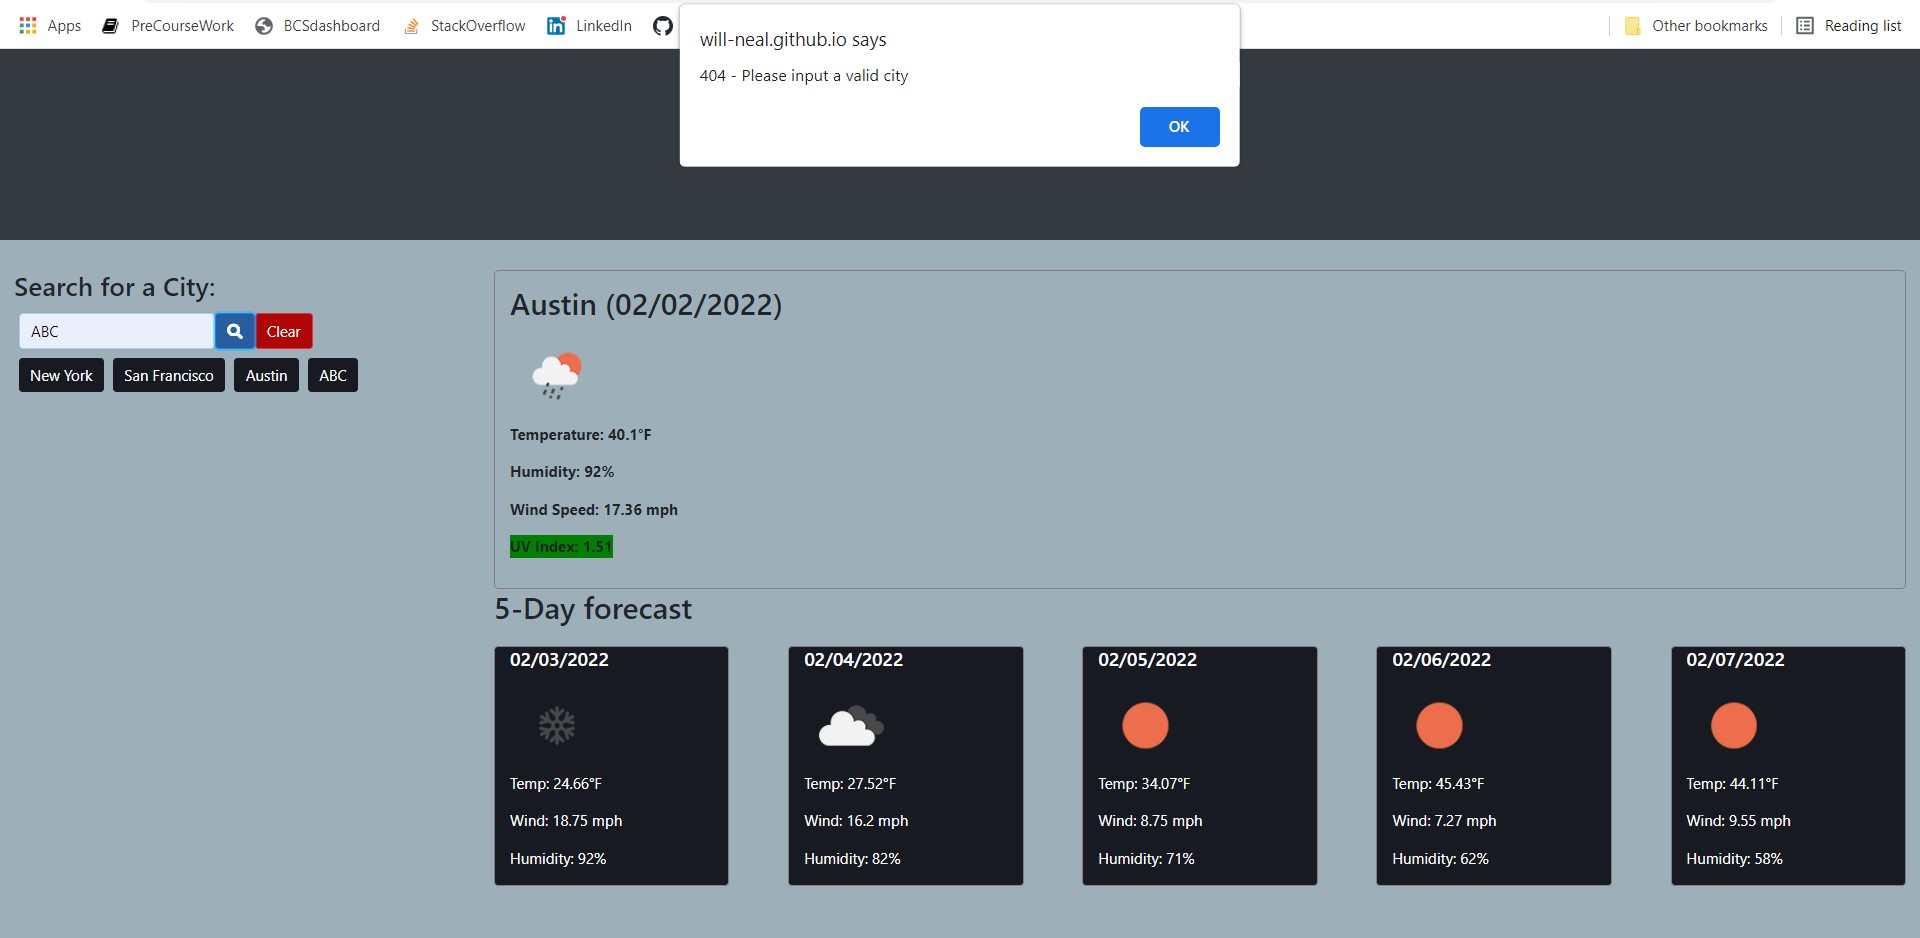 Apps PreCourseWork BCSdashboard StackOverflow LinkedIn Other bookmarks Reading list
will-neal.github.io says
404 - Please input a valid city
OK
Search for a City:
ABC Clear
New York San Francisco Austin ABC
Austin (02/02/2022)
Temperature: 40.1°F
Humidity: 92%
Wind Speed: 17.36 mph
UV Index: 1.51
5-Day forecast
02/03/2022 02/04/2022 02/05/2022 02/06/2022 02/07/2022
Temp: 24.66°F Temp: 27.52°F Temp: 34.07°F Temp: 45.43°F Temp: 44.11°F
Wind: 18.75 mph Wind: 16.2 mph Wind: 8.75 mph Wind: 7.27 mph Wind: 9.55 mph
Humidity: 92% Humidity: 82% Humidity: 71% Humidity: 62% Humidity: 58%